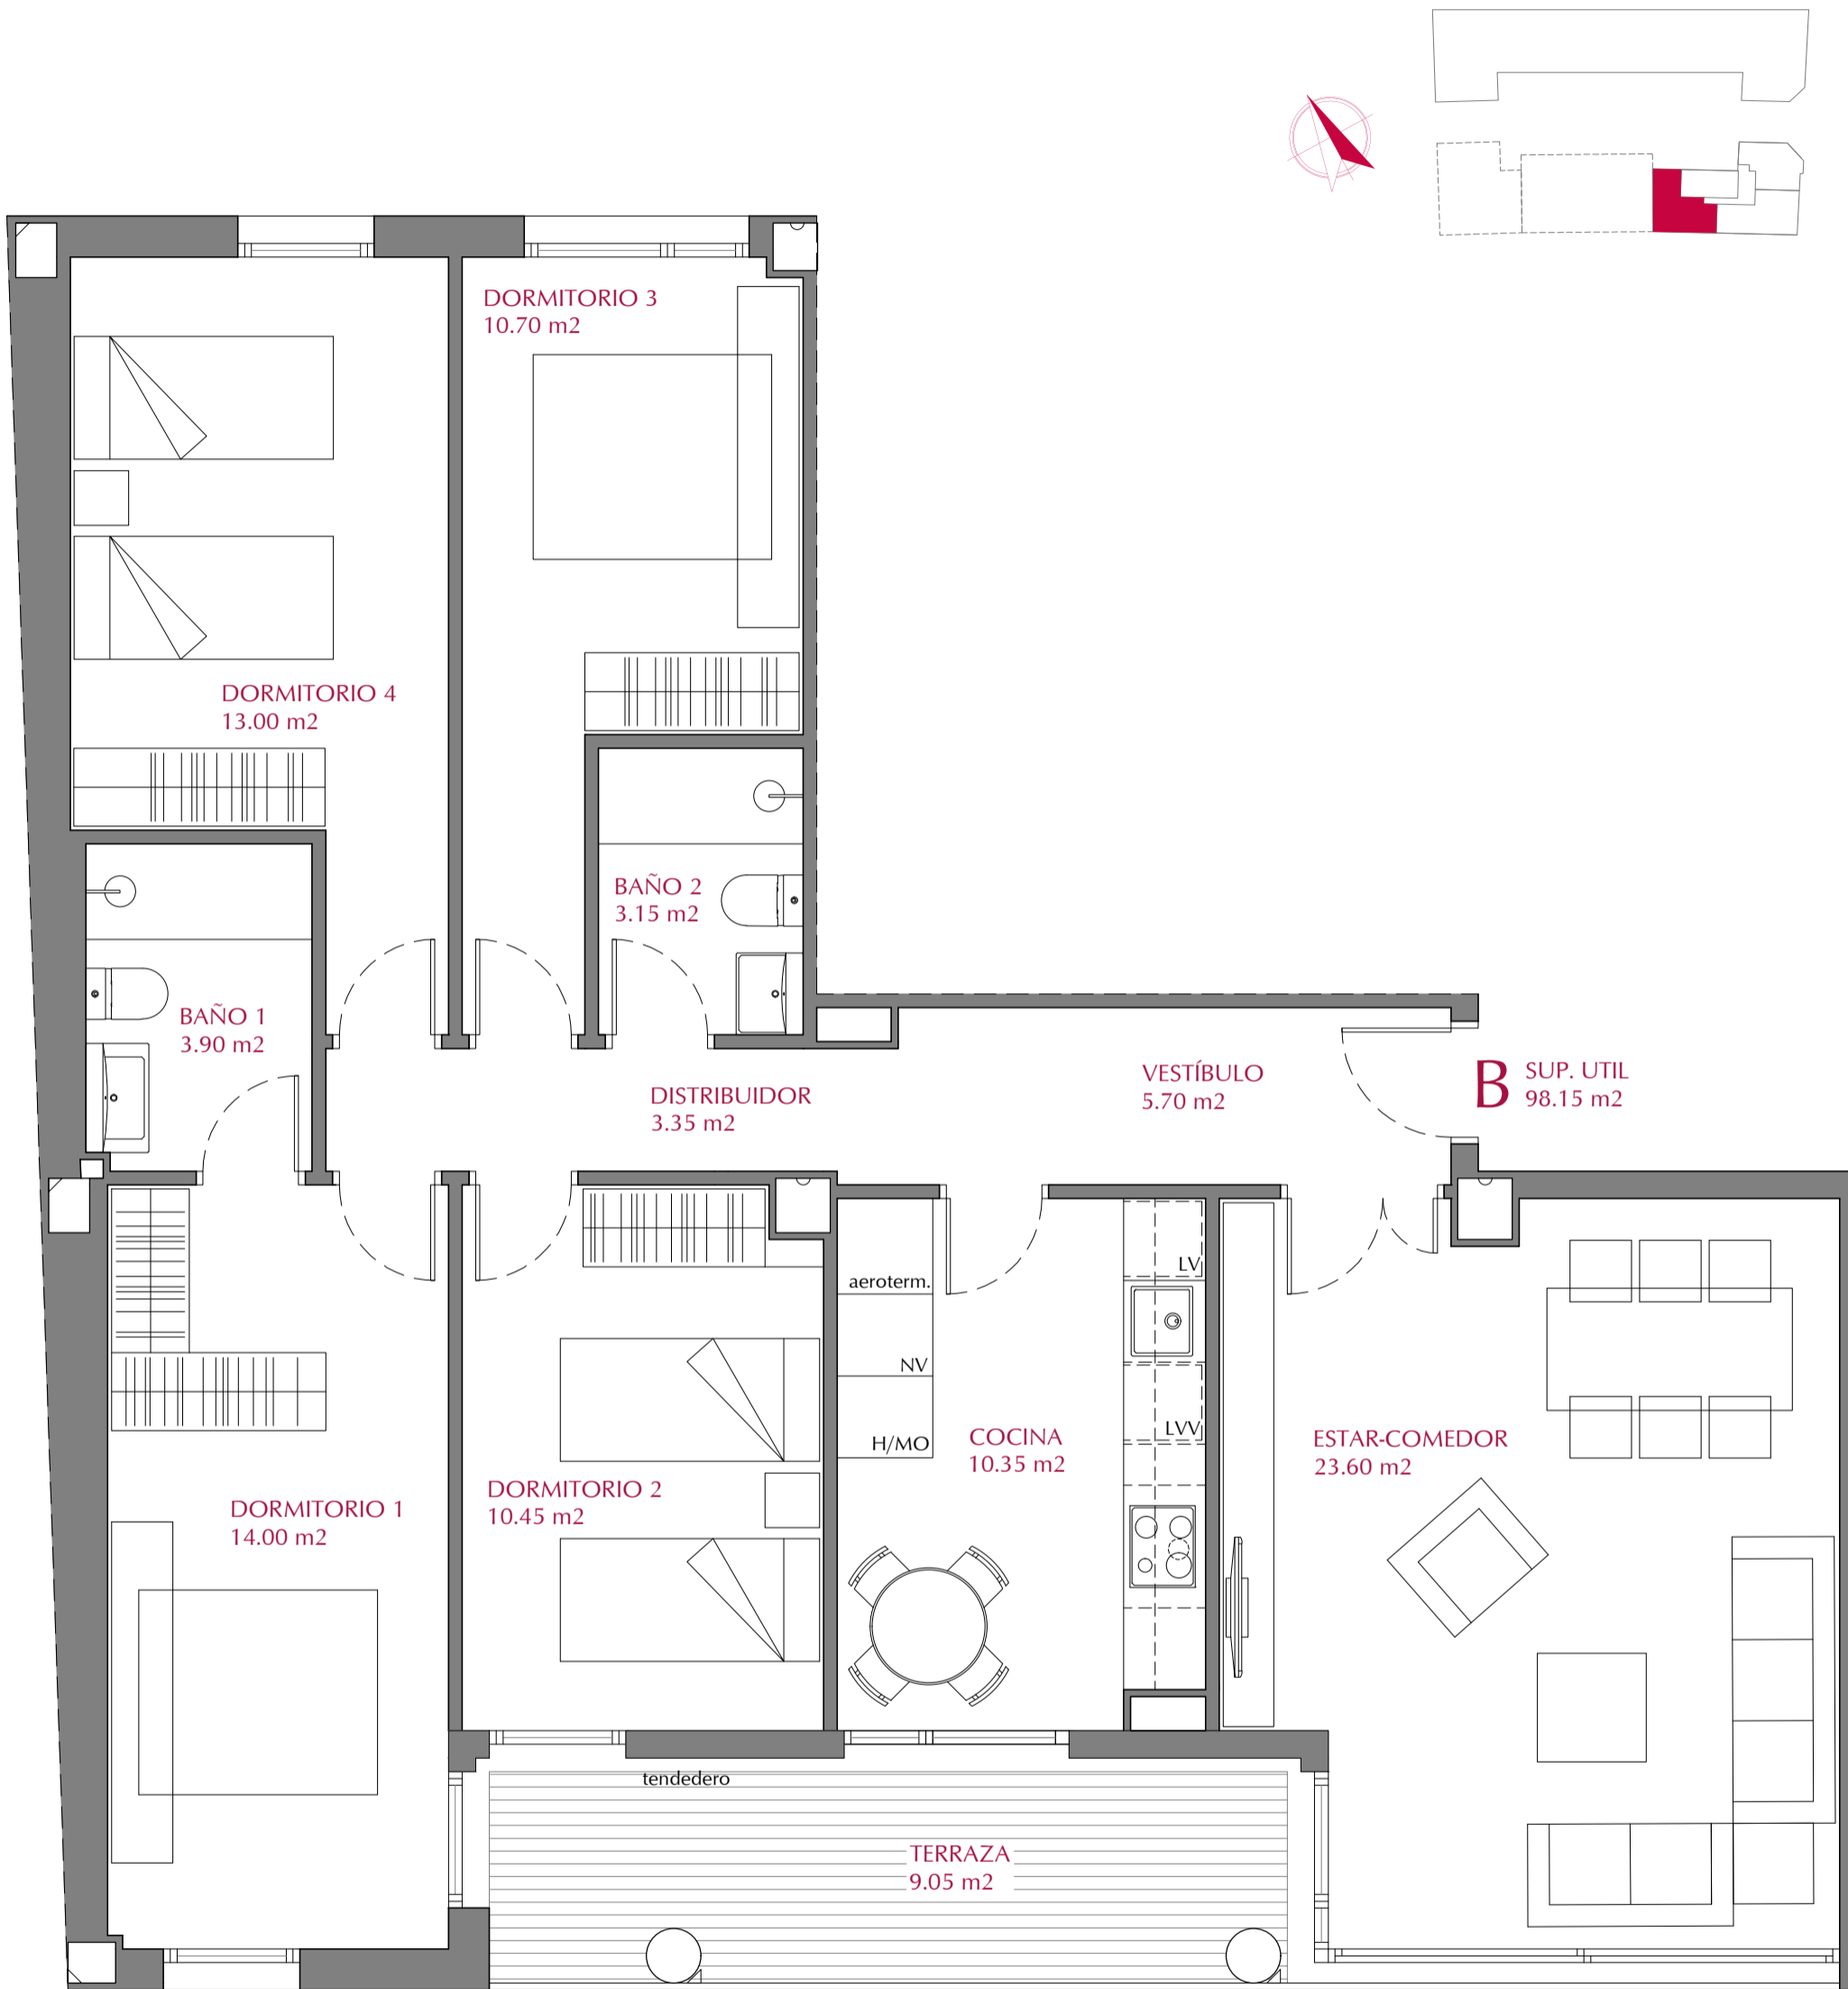 DORMITORIO 3
10.70 m2
DORMITORIO 4
13.00 m2
BAÑO 2
3.15 m2
BAÑO 1
3.90 m2
DISTRIBUIDOR
3.35 m2
VESTÍBULO
5.70 m2
B
SUP. UTIL
98.15 m2
aeroterm.
NV
H/MO
LV
LVV
COCINA
10.35 m2
ESTAR-COMEDOR
23.60 m2
DORMITORIO 2
10.45 m2
DORMITORIO 1
14.00 m2
tendedero
TERRAZA
9.05 m2